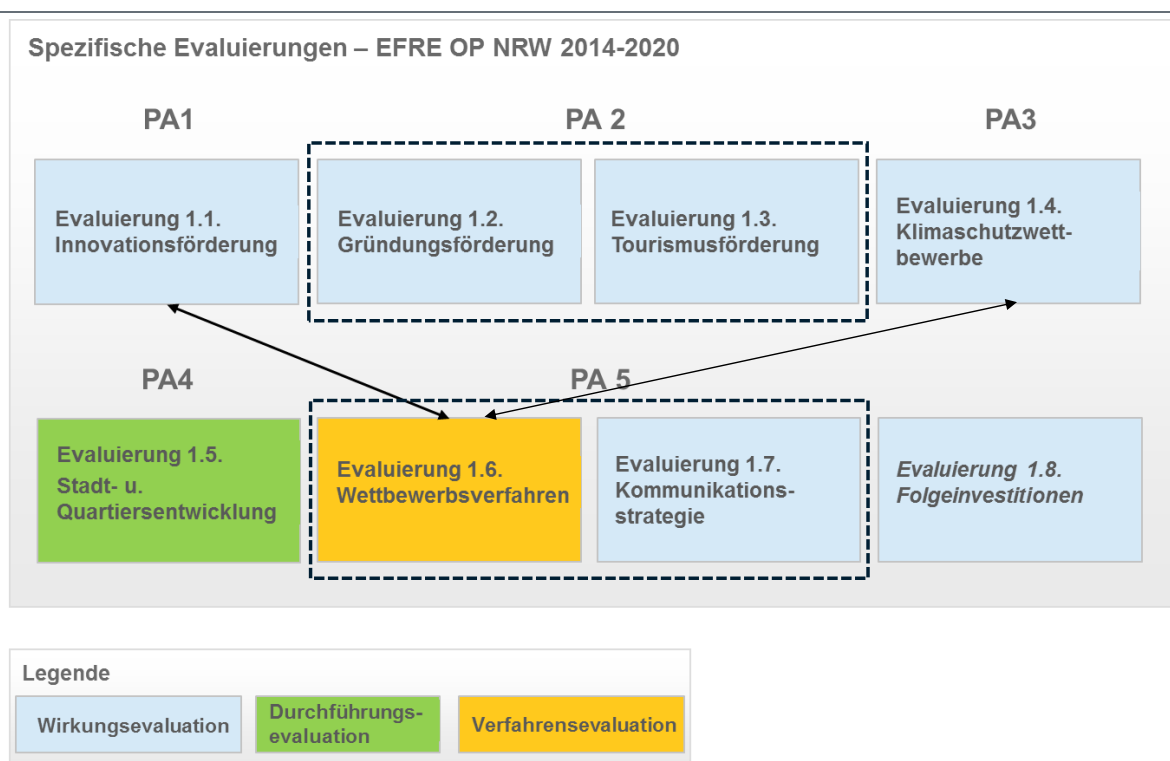 Spezifische Evaluierungen – EFRE OP NRW 2014-2020
PA1
PA 2
PA3
Evaluierung 1.1.
Innovationsförderung
Evaluierung 1.2.
Gründungsförderung
Evaluierung 1.3.
Tourismusförderung
Evaluierung 1.4.
Klimaschutzwett-
bewerbe
PA4
PA 5
Evaluierung 1.5.
Stadt- u.
Quartiersentwicklung
Evaluierung 1.6.
Wettbewerbsverfahren
Evaluierung 1.7.
Kommunikations-
strategie
Evaluierung 1.8.
Folgeinvestitionen
Legende
Wirkungsevaluation
Durchführungs-
evaluation
Verfahrensevaluation